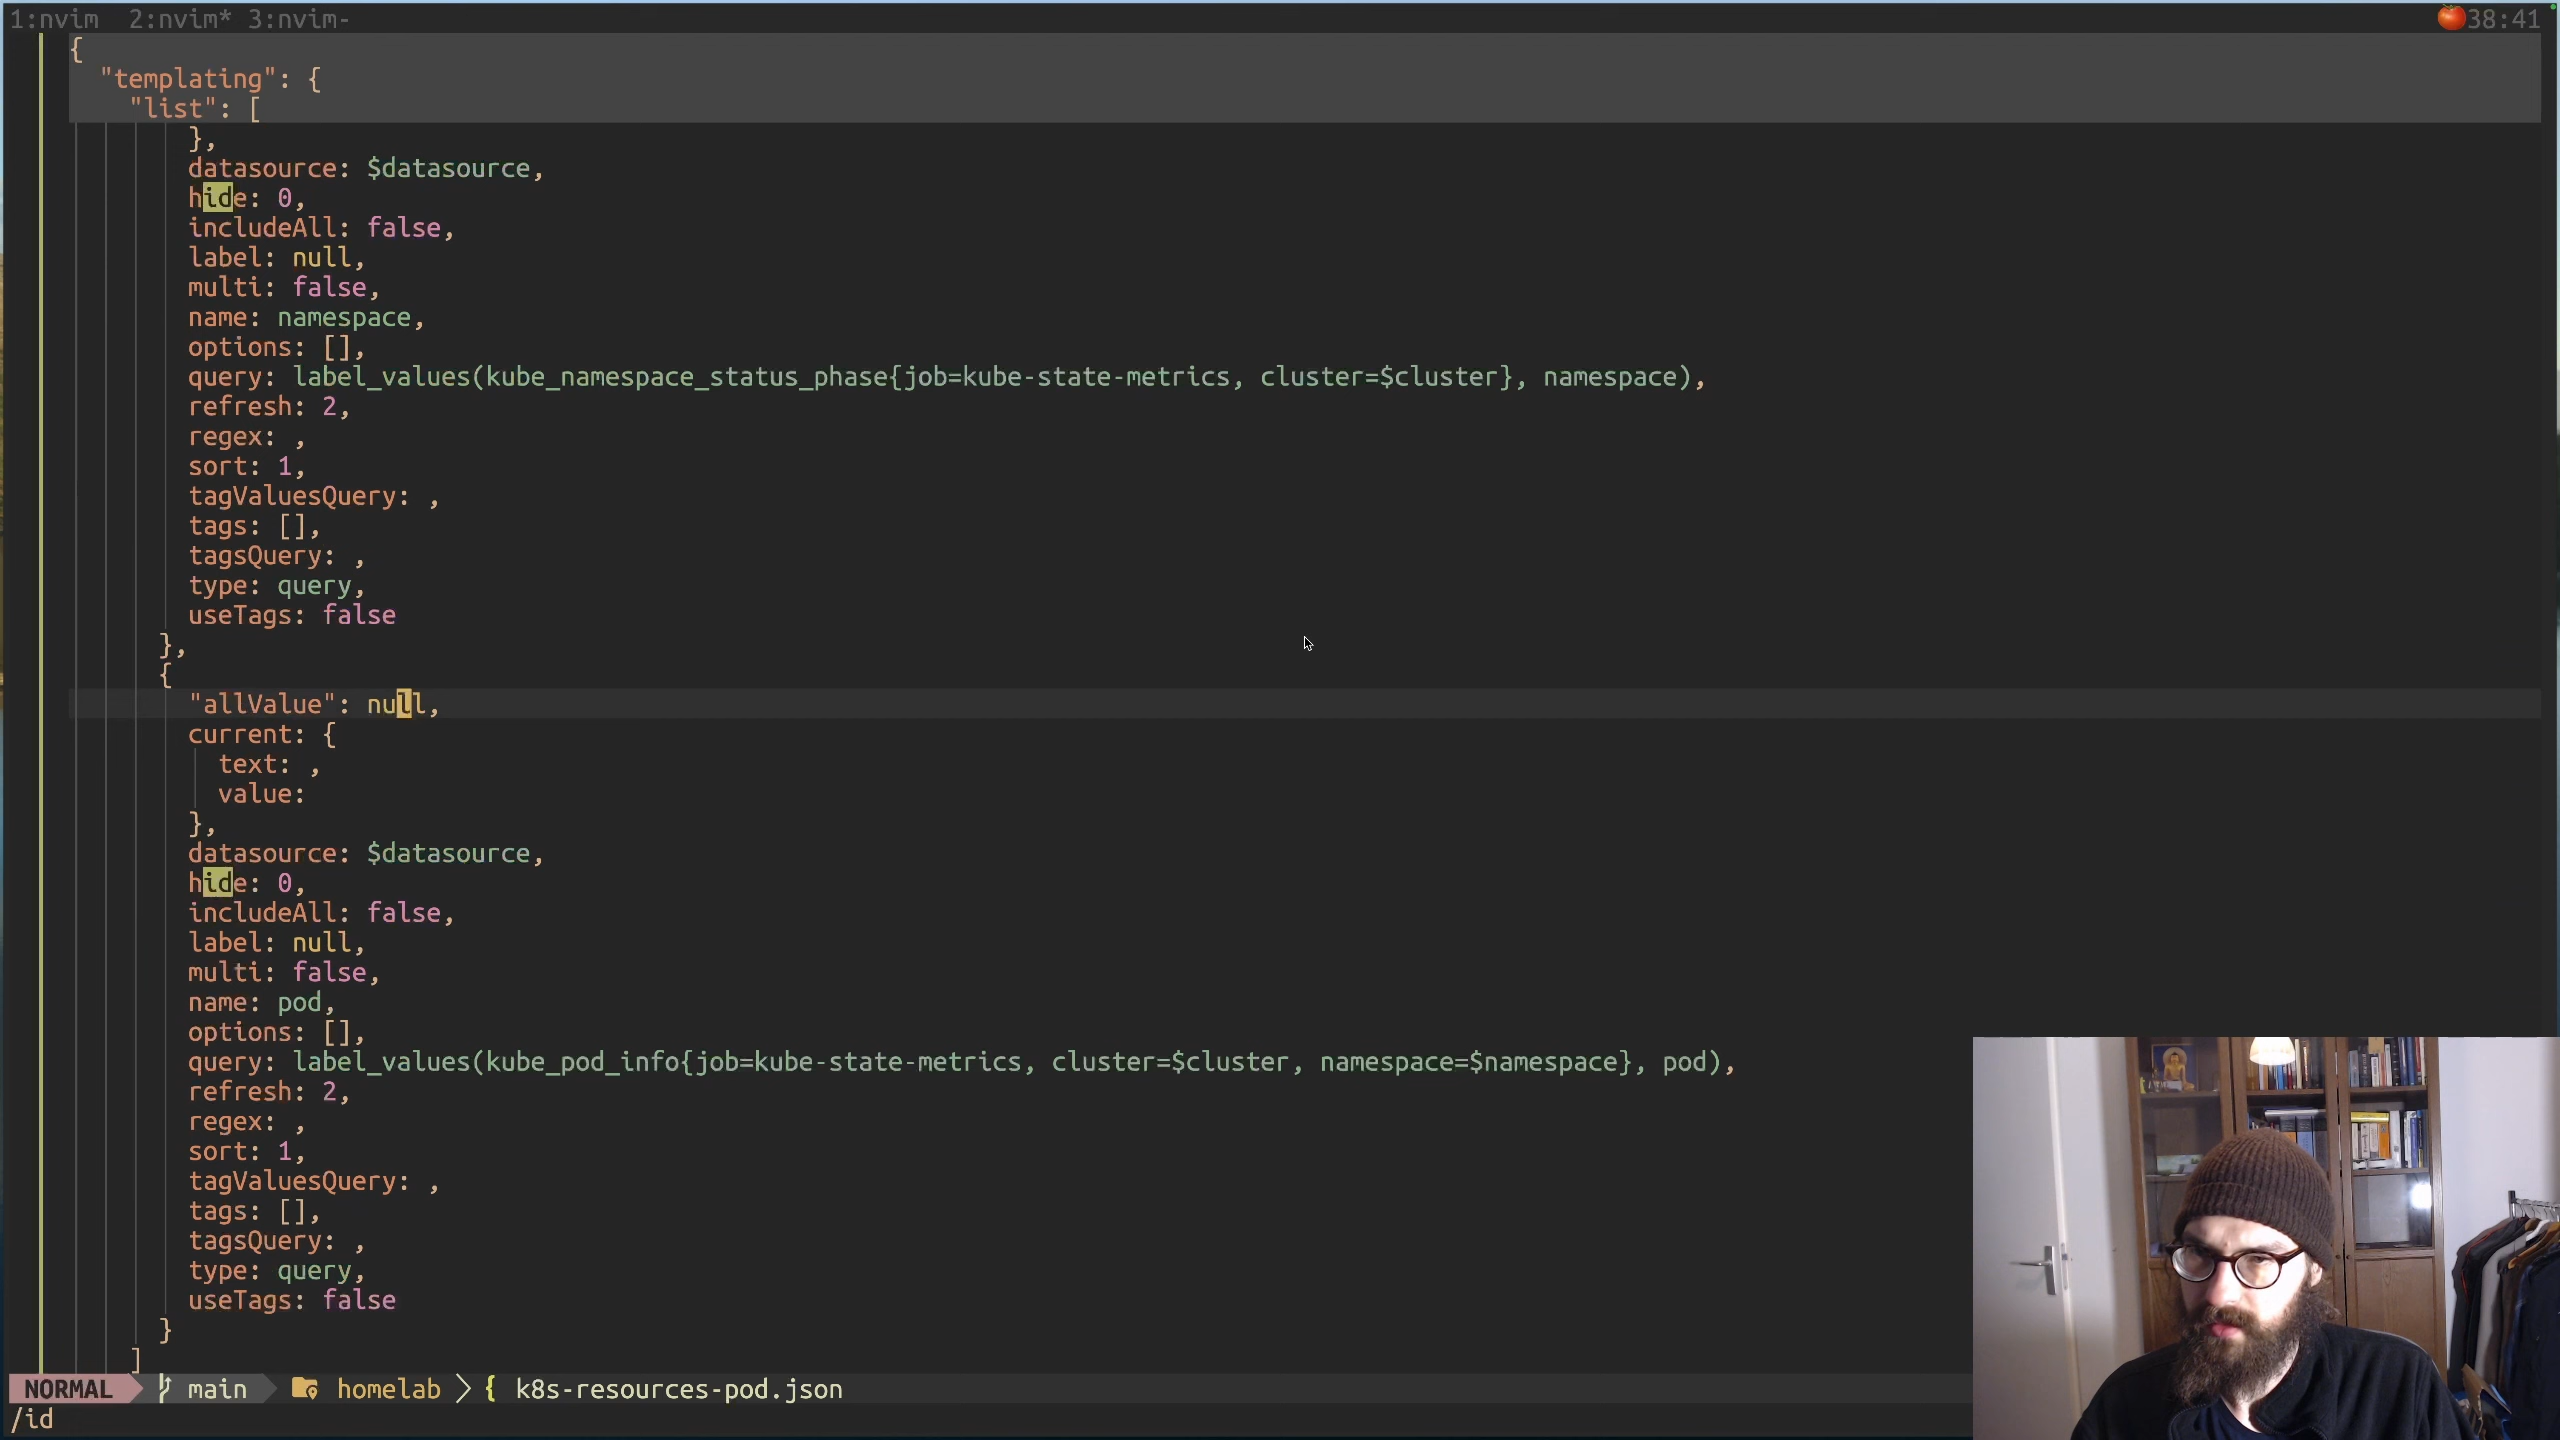 1:nvim  2:nvim* 3:nvim-
38:41
{
"templating": {
"list": [
},
datasource: $datasource,
hide: 0,
includeAll: false,
label: null,
multi: false,
name: namespace,
options: [],
query: label_values(kube_namespace_status_phase{job=kube-state-metrics, cluster=$cluster}, namespace),
refresh: 2,
regex: ,
sort: 1,
tagValuesQuery: ,
tags: [],
tagsQuery: ,
type: query,
useTags: false
},
{
"allValue": null,
current: {
text: ,
value:
},
datasource: $datasource,
hide: 0,
includeAll: false,
label: null,
multi: false,
name: pod,
options: [],
query: label_values(kube_pod_info{job=kube-state-metrics, cluster=$cluster, namespace=$namespace}, pod),
refresh: 2,
regex: ,
sort: 1,
tagValuesQuery: ,
tags: [],
tagsQuery: ,
type: query,
useTags: false
}
]
NORMAL main homelab > { k8s-resources-pod.json
/id